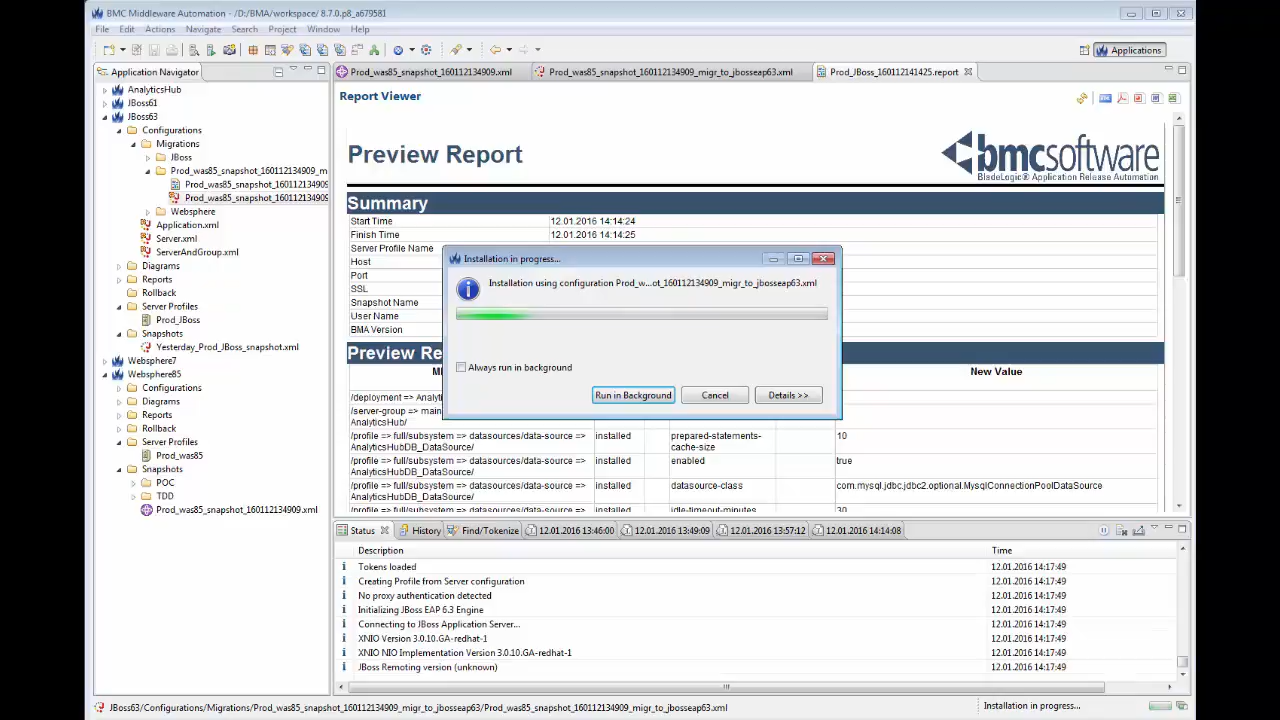 BMC Middleware Automation - /D:/BMA/workspace/ 8.7.0.p8_a679581
File Edit Actions Navigate Search Project Window Help
Applications
Application Navigator
AnalyticsHub
JBoss61
JBoss63
Configurations
Migrations
JBoss
Prod_was85_snapshot_160112134909_m
Prod_was85_snapshot_160112134909
Prod_was85_snapshot_160112134909
Websphere
Application.xml
Server.xml
ServerAndGroup.xml
Diagrams
Reports
Rollback
Server Profiles
Prod_JBoss
Snapshots
Yesterday_Prod_JBoss_snapshot.xml
Websphere7
Websphere85
Configurations
Diagrams
Reports
Rollback
Server Profiles
Prod_was85
Snapshots
POC
TDD
Prod_was85_snapshot_160112134909.xml
Prod_was85_snapshot_160112134909.xml
Prod_was85_snapshot_160112134909_migr_to_jbosseap63.xml
Prod_JBoss_160112141425.report
Report Viewer
Preview Report
bmcsoftware
BladeLogic® Application Release Automation
Summary
Start Time 12.01.2016 14:14:24
Finish Time 12.01.2016 14:14:25
Server Profile Name
Host
Port
SSL
Snapshot Name
User Name
BMA Version
Preview Re
New Value
/deployment => Analyt
/server-group => main
AnalyticsHub/
/profile => full/subsystem => datasources/data-source => installed prepared-statements- 10
AnalyticsHubDB_DataSource/ cache-size
/profile => full/subsystem => datasources/data-source => installed enabled true
AnalyticsHubDB_DataSource/
/profile => full/subsystem => datasources/data-source => installed datasource-class com.mysql.jdbc.jdbc2.optional.MysqlConnectionPoolDataSource
AnalyticsHubDB_DataSource/
/profile => full/subsystem => datasources/data-source => installed idle-timeout-minutes 30
Installation in progress...
Installation using configuration Prod_w...ot_160112134909_migr_to_jbosseap63.xml
Always run in background
Run in Background Cancel Details >>
Status History Find/Tokenize 12.01.2016 13:46:00 12.01.2016 13:49:09 12.01.2016 13:57:12 12.01.2016 14:14:08
Description Time
Tokens loaded 12.01.2016 14:17:49
Creating Profile from Server configuration 12.01.2016 14:17:49
No proxy authentication detected 12.01.2016 14:17:49
Initializing JBoss EAP 6.3 Engine 12.01.2016 14:17:49
Connecting to JBoss Application Server... 12.01.2016 14:17:49
XNIO Version 3.0.10.GA-redhat-1 12.01.2016 14:17:49
XNIO NIO Implementation Version 3.0.10.GA-redhat-1 12.01.2016 14:17:49
JBoss Remoting version (unknown) 12.01.2016 14:17:49
JBoss63/Configurations/Migrations/Prod_was85_snapshot_160112134909_migr_to_jbosseap63/Prod_was85_snapshot_160112134909_migr_to_jbosseap63.xml
Installation in progress...